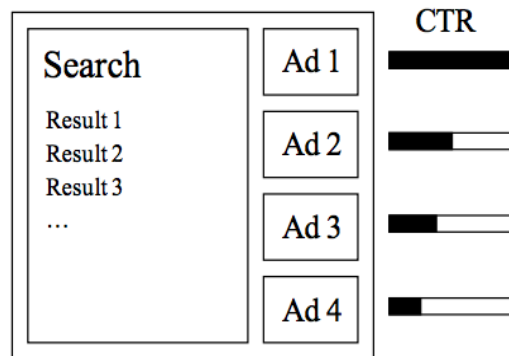 CTR
Search
Result 1
Result 2
Result 3
...
Ad 1
Ad 2
Ad 3
Ad 4